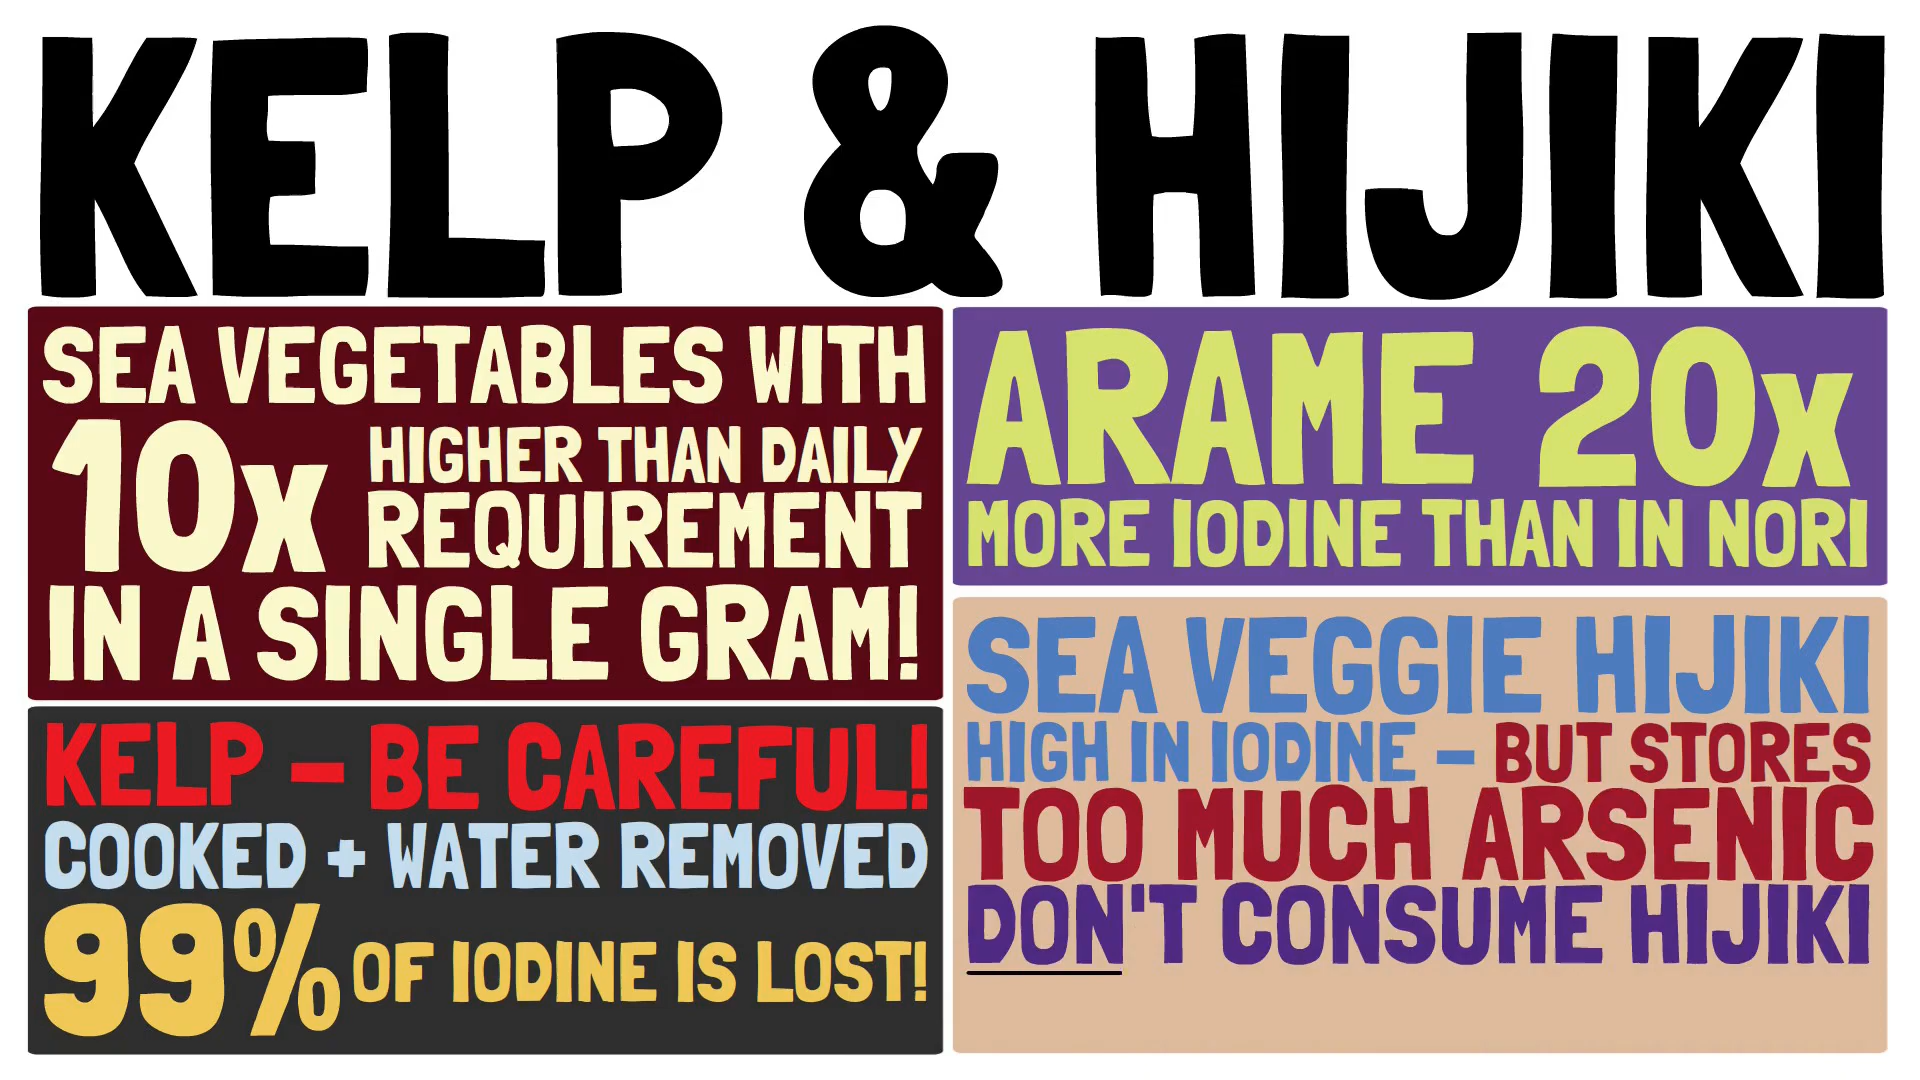 KELP & HIJIKI
SEA VEGETABLES WITH
10x HIGHER THAN DAILY
REQUIREMENT
IN A SINGLE GRAM!
KELP – BE CAREFUL!
COOKED + WATER REMOVED
99% OF IODINE IS LOST!
ARAME 20x
MORE IODINE THAN IN NORI
SEA VEGGIE HIJIKI
HIGH IN IODINE – BUT STORES
TOO MUCH ARSENIC
DON'T CONSUME HIJIKI